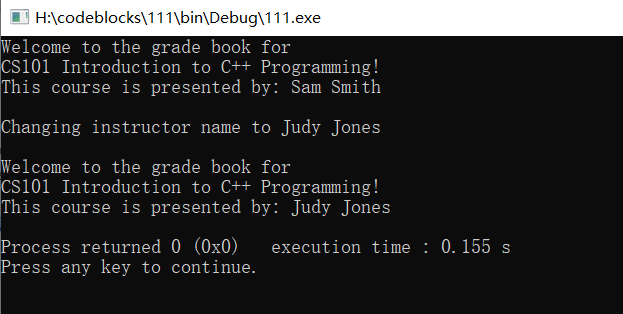 H:\codeblocks\111\bin\Debug\111.exe
Welcome to the grade book for
CS101 Introduction to C++ Programming!
This course is presented by: Sam Smith
Changing instructor name to Judy Jones
Welcome to the grade book for
CS101 Introduction to C++ Programming!
This course is presented by: Judy Jones
Process returned 0 (0x0)   execution time : 0.155 s
Press any key to continue.